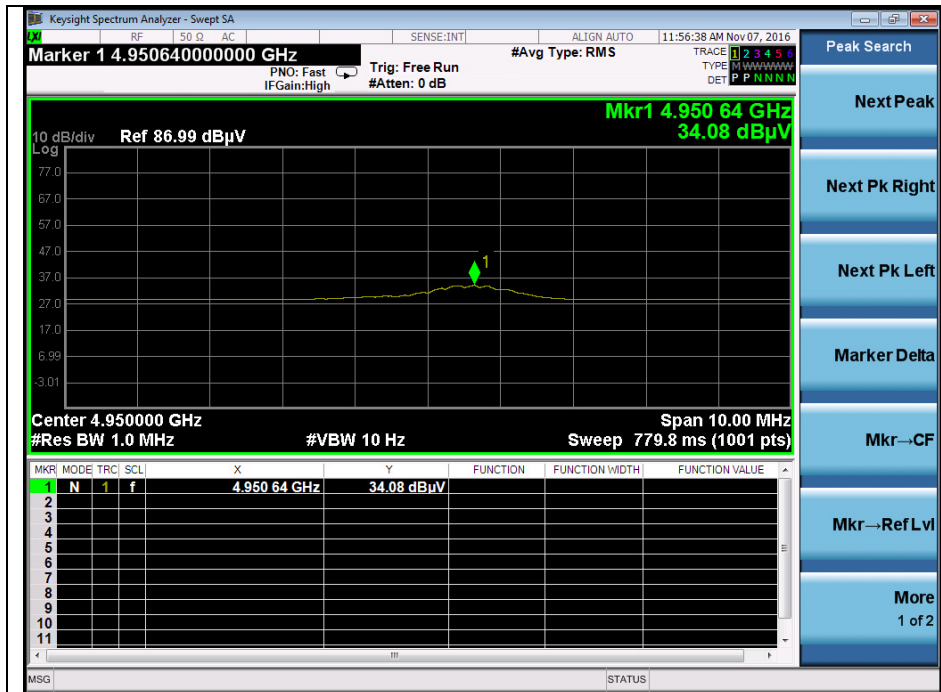 Keysight Spectrum Analyzer - Swept SA
LXI RF 50 Ω AC SENSE:INT ALIGN AUTO 11:56:38 AM Nov 07, 2016
Marker 1 4.950640000000 GHz
PNO: Fast
IFGain:High
Trig: Free Run
#Atten: 0 dB
#Avg Type: RMS
TRACE 1 2 3 4 5 6
TYPE M WWWWW
DET P P N N N N
Mkr1 4.950 64 GHz
34.08 dBµV
10 dB/div Ref 86.99 dBµV
Log
77.0
67.0
57.0
47.0
37.0
27.0
17.0
6.99
-3.01
1
Center 4.950000 GHz Span 10.00 MHz
#Res BW 1.0 MHz #VBW 10 Hz Sweep 779.8 ms (1001 pts)
MKR MODE TRC SCL X Y FUNCTION FUNCTION WIDTH FUNCTION VALUE
1 N 1 f 4.950 64 GHz 34.08 dBµV
2
3
4
5
6
7
8
9
10
11
MSG STATUS
Peak Search
Next Peak
Next Pk Right
Next Pk Left
Marker Delta
Mkr→CF
Mkr→Ref Lvl
More
1 of 2